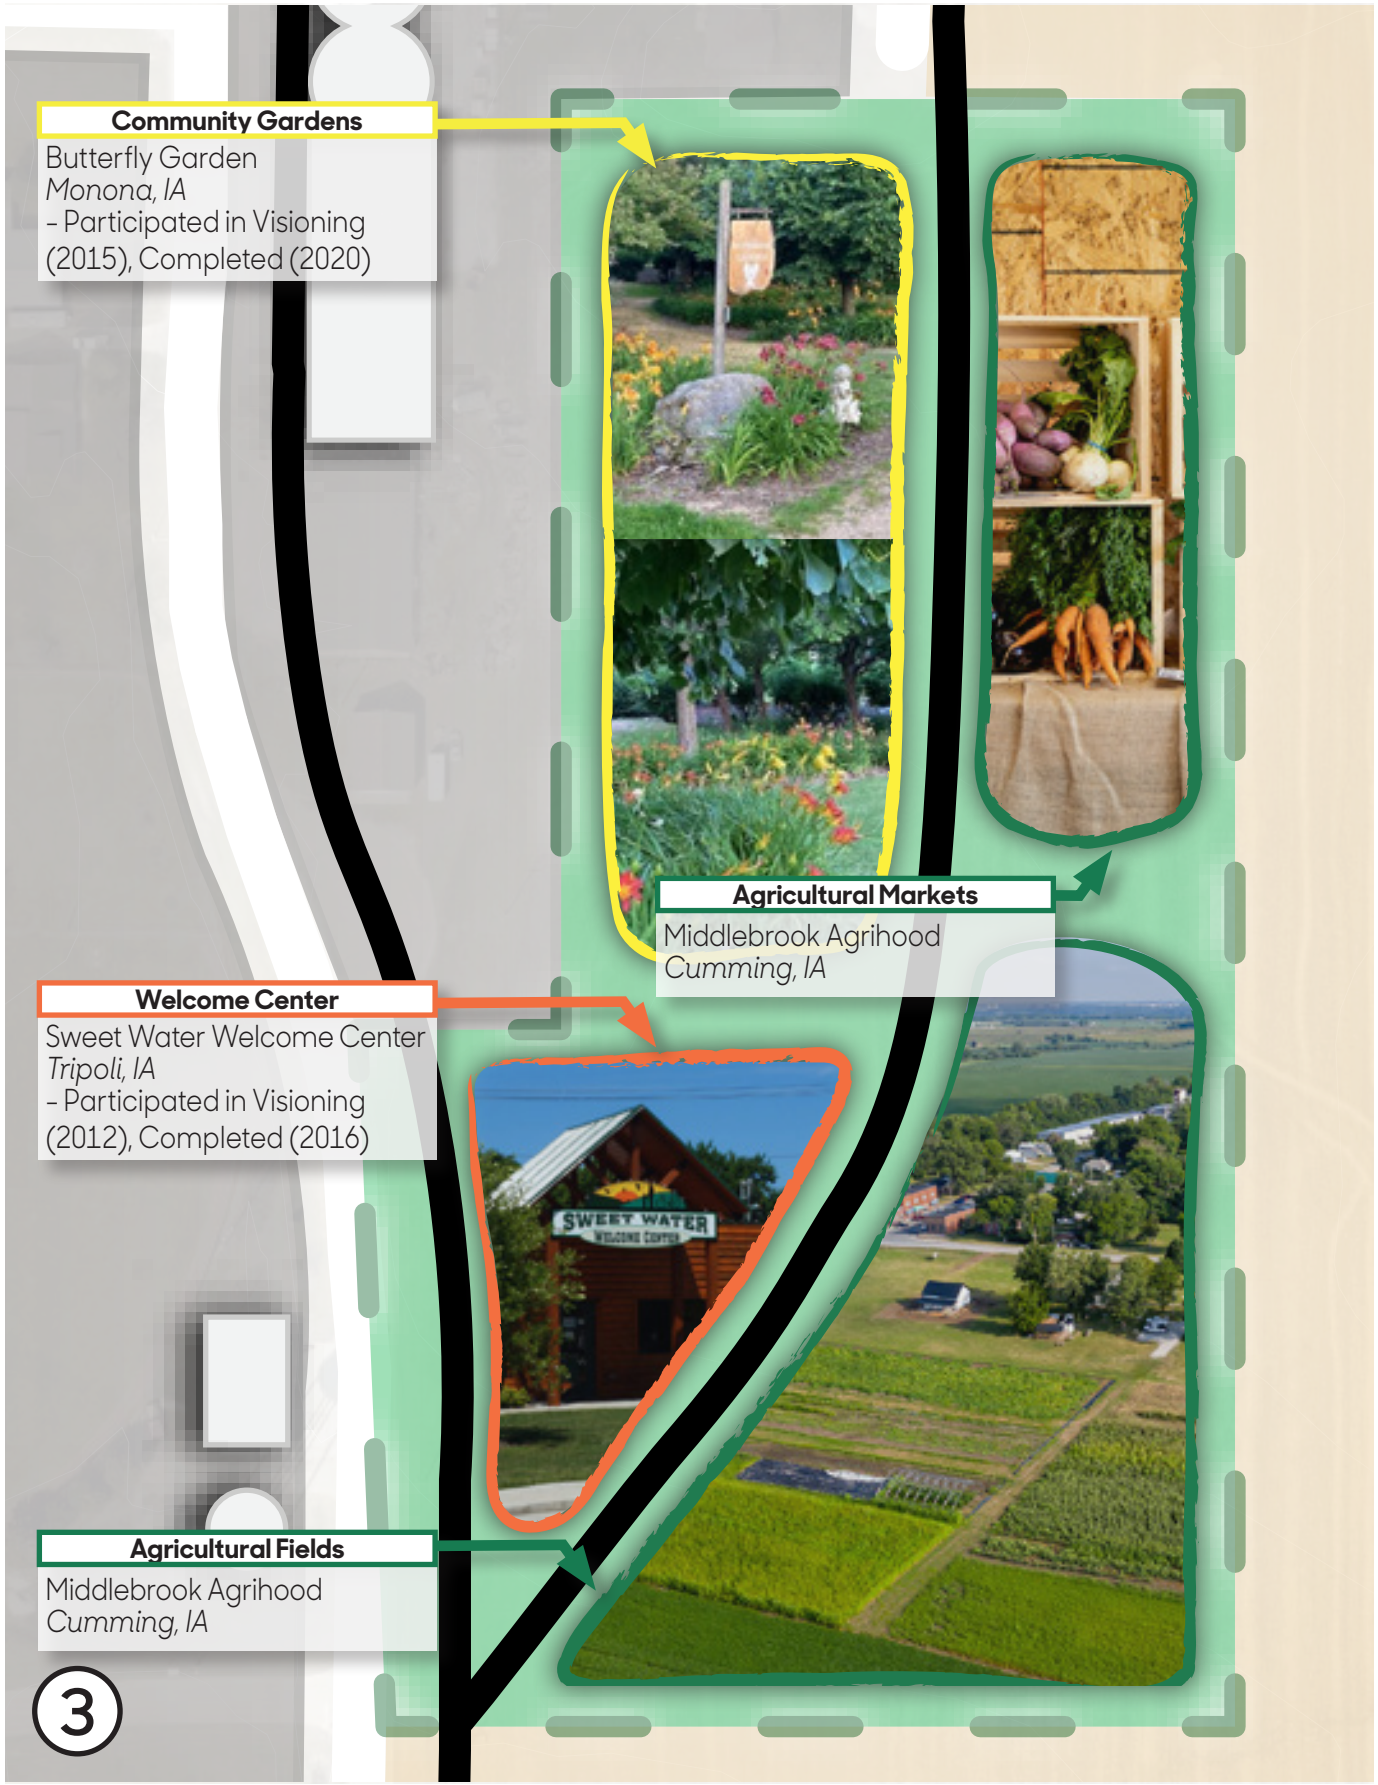 Community Gardens
Butterfly Garden
Monona, IA
- Participated in Visioning
(2015), Completed (2020)
Agricultural Markets
Middlebrook Agrihood
Cumming, IA
Welcome Center
Sweet Water Welcome Center
Tripoli, IA
- Participated in Visioning
(2012), Completed (2016)
SWEET WATER
WELCOME CENTER
Agricultural Fields
Middlebrook Agrihood
Cumming, IA
3